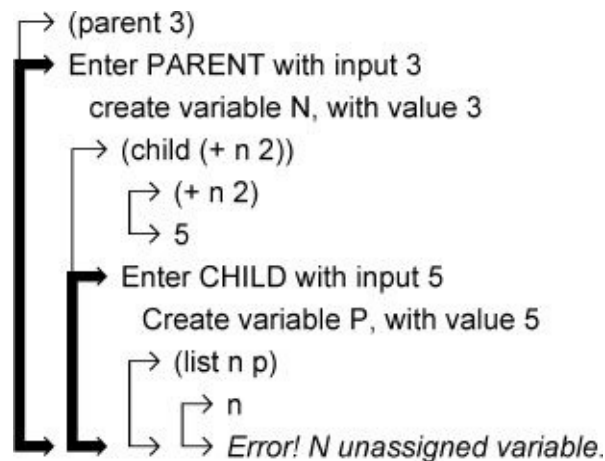 (parent 3)
Enter PARENT with input 3
create variable N, with value 3
(child (+ n 2))
(+ n 2)
5
Enter CHILD with input 5
Create variable P, with value 5
(list n p)
n
Error! N unassigned variable.